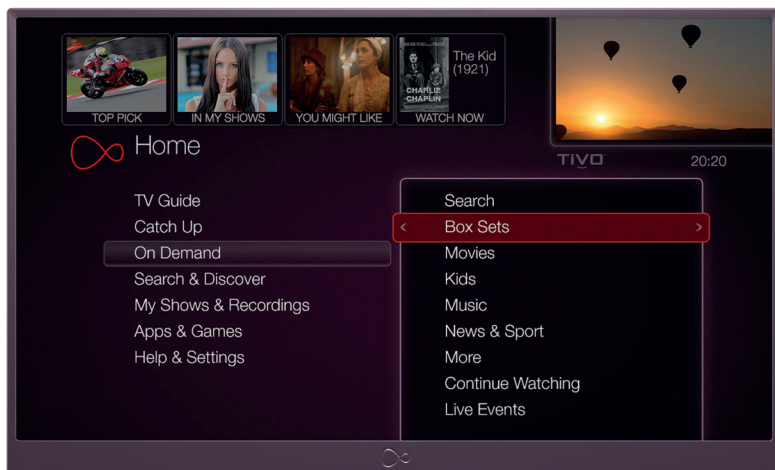 The Kid
(1921)
CHARLIE
CHAPLIN
TOP PICK
IN MY SHOWS
YOU MIGHT LIKE
WATCH NOW
Home
TIVO
20:20
TV Guide
Catch Up
On Demand
Search & Discover
My Shows & Recordings
Apps & Games
Help & Settings
Search
< Box Sets >
Movies
Kids
Music
News & Sport
More
Continue Watching
Live Events